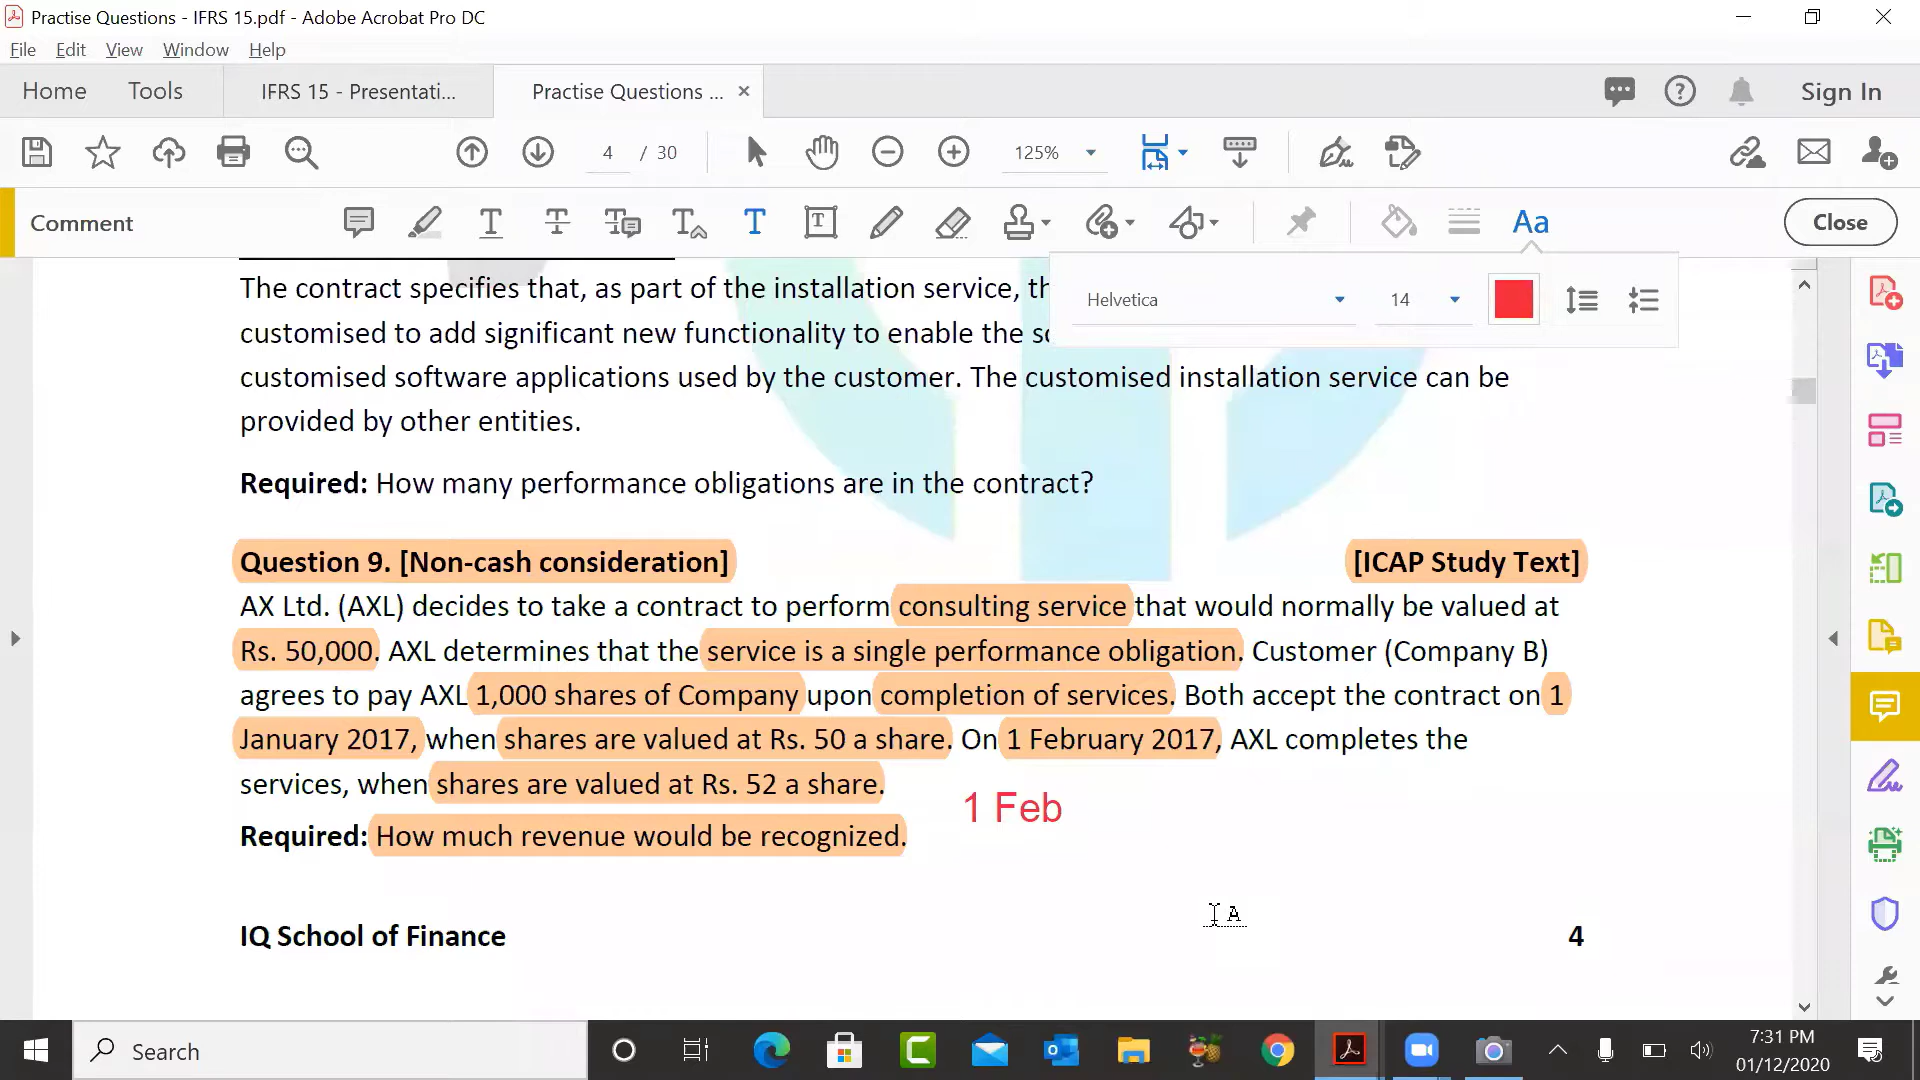 Practise Questions - IFRS 15.pdf - Adobe Acrobat Pro DC
File Edit View Window Help
Home Tools IFRS 15 - Presentati... Practise Questions ... × Sign In
4 / 30 125%
Comment Aa Close
Helvetica 14
The contract specifies that, as part of the installation service, th
customised to add significant new functionality to enable the so
customised software applications used by the customer. The customised installation service can be
provided by other entities.
Required: How many performance obligations are in the contract?
Question 9. [Non-cash consideration] [ICAP Study Text]
AX Ltd. (AXL) decides to take a contract to perform consulting service that would normally be valued at
Rs. 50,000. AXL determines that the service is a single performance obligation. Customer (Company B)
agrees to pay AXL 1,000 shares of Company upon completion of services. Both accept the contract on 1
January 2017, when shares are valued at Rs. 50 a share. On 1 February 2017, AXL completes the
services, when shares are valued at Rs. 52 a share.
1 Feb
Required: How much revenue would be recognized.
IQ School of Finance 4
Search
7:31 PM
01/12/2020